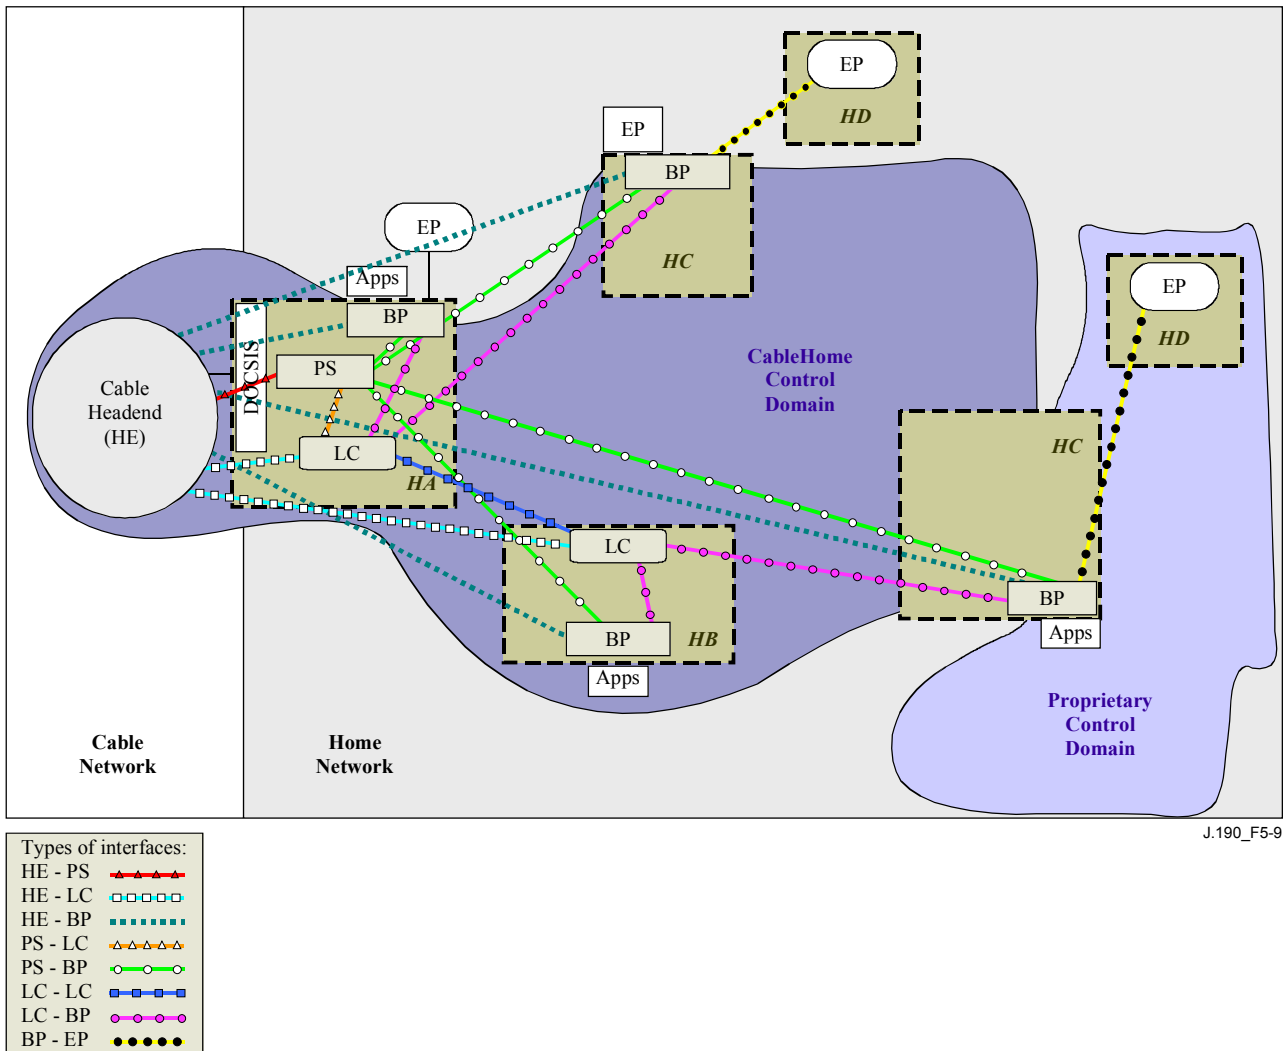 EP
HD
EP
BP
HC
EP
Apps
BP
DOCSIS
PS
LC
HA
Cable
Headend
(HE)
CableHome
Control
Domain
EP
HD
HC
BP
Apps
LC
BP
HB
Apps
Proprietary
Control
Domain
Cable
Network
Home
Network
J.190_F5-9
Types of interfaces:
HE - PS
HE - LC
HE - BP
PS - LC
PS - BP
LC - LC
LC - BP
BP - EP